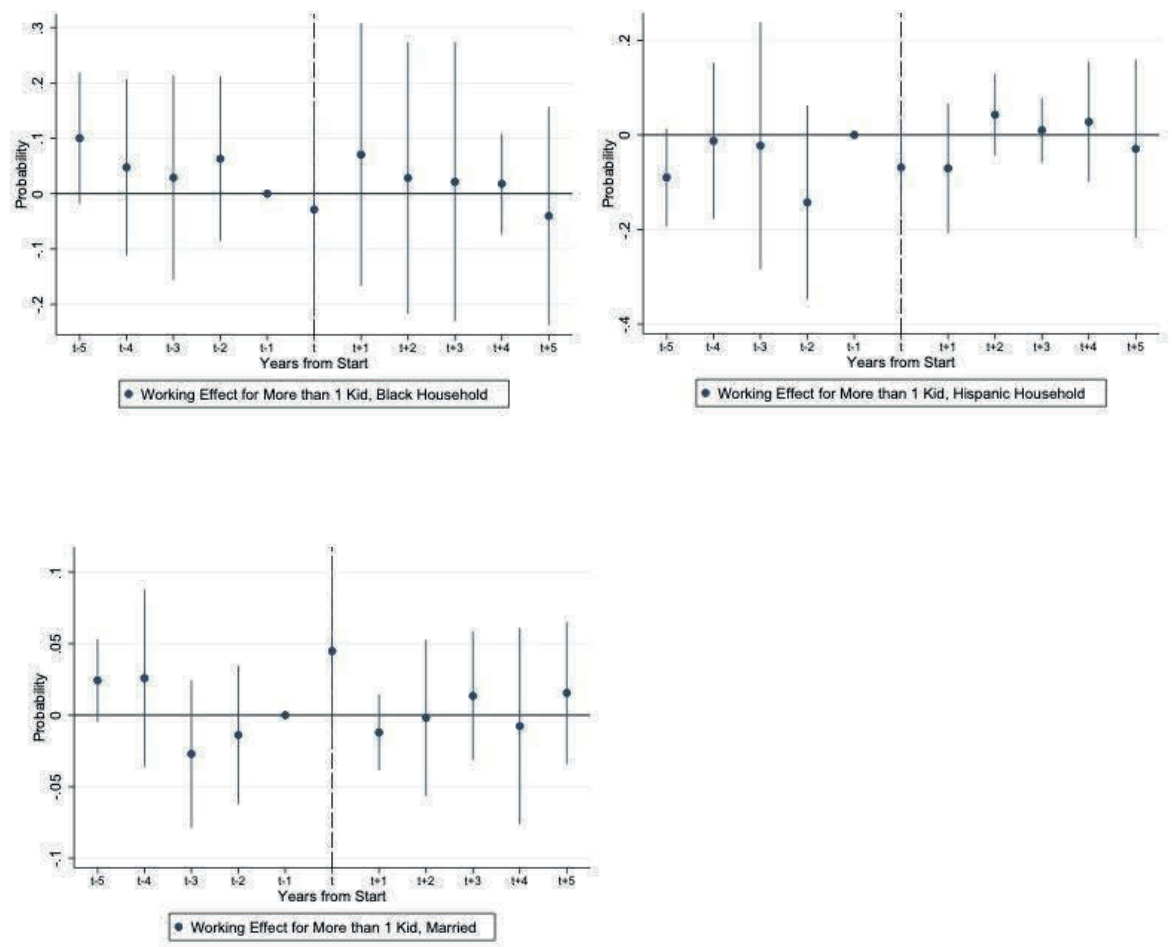 .3
.2
.1
0
-.1
-.2
Probability
t-5 t-4 t-3 t-2 t-1 t t+1 t+2 t+3 t+4 t+5
Years from Start
Working Effect for More than 1 Kid, Black Household
.2
0
-.2
-.4
Probability
t-5 t-4 t-3 t-2 t-1 t t+1 t+2 t+3 t+4 t+5
Years from Start
Working Effect for More than 1 Kid, Hispanic Household
.1
.05
0
-.05
-.1
Probability
t-5 t-4 t-3 t-2 t-1 t t+1 t+2 t+3 t+4 t+5
Years from Start
Working Effect for More than 1 Kid, Married